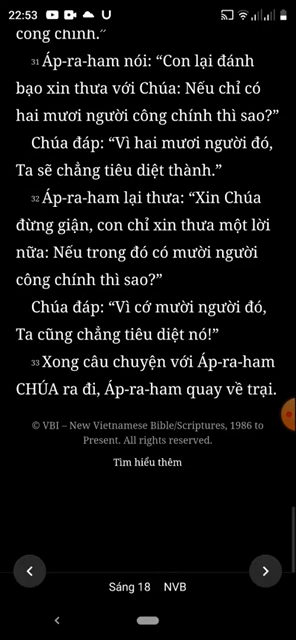 22:53
công chính.”
31 Áp-ra-ham nói: “Con lại đánh
bạo xin thưa với Chúa: Nếu chỉ có
hai mươi người công chính thì sao?”
Chúa đáp: “Vì hai mươi người đó,
Ta sẽ chẳng tiêu diệt thành.”
32 Áp-ra-ham lại thưa: “Xin Chúa
đừng giận, con chỉ xin thưa một lời
nữa: Nếu trong đó có mười người
công chính thì sao?”
Chúa đáp: “Vì cớ mười người đó,
Ta cũng chẳng tiêu diệt nó!”
33 Xong câu chuyện với Áp-ra-ham
CHÚA ra đi, Áp-ra-ham quay về trại.
© VBI – New Vietnamese Bible/Scriptures, 1986 to
Present. All rights reserved.
Tìm hiểu thêm
Sáng 18 NVB